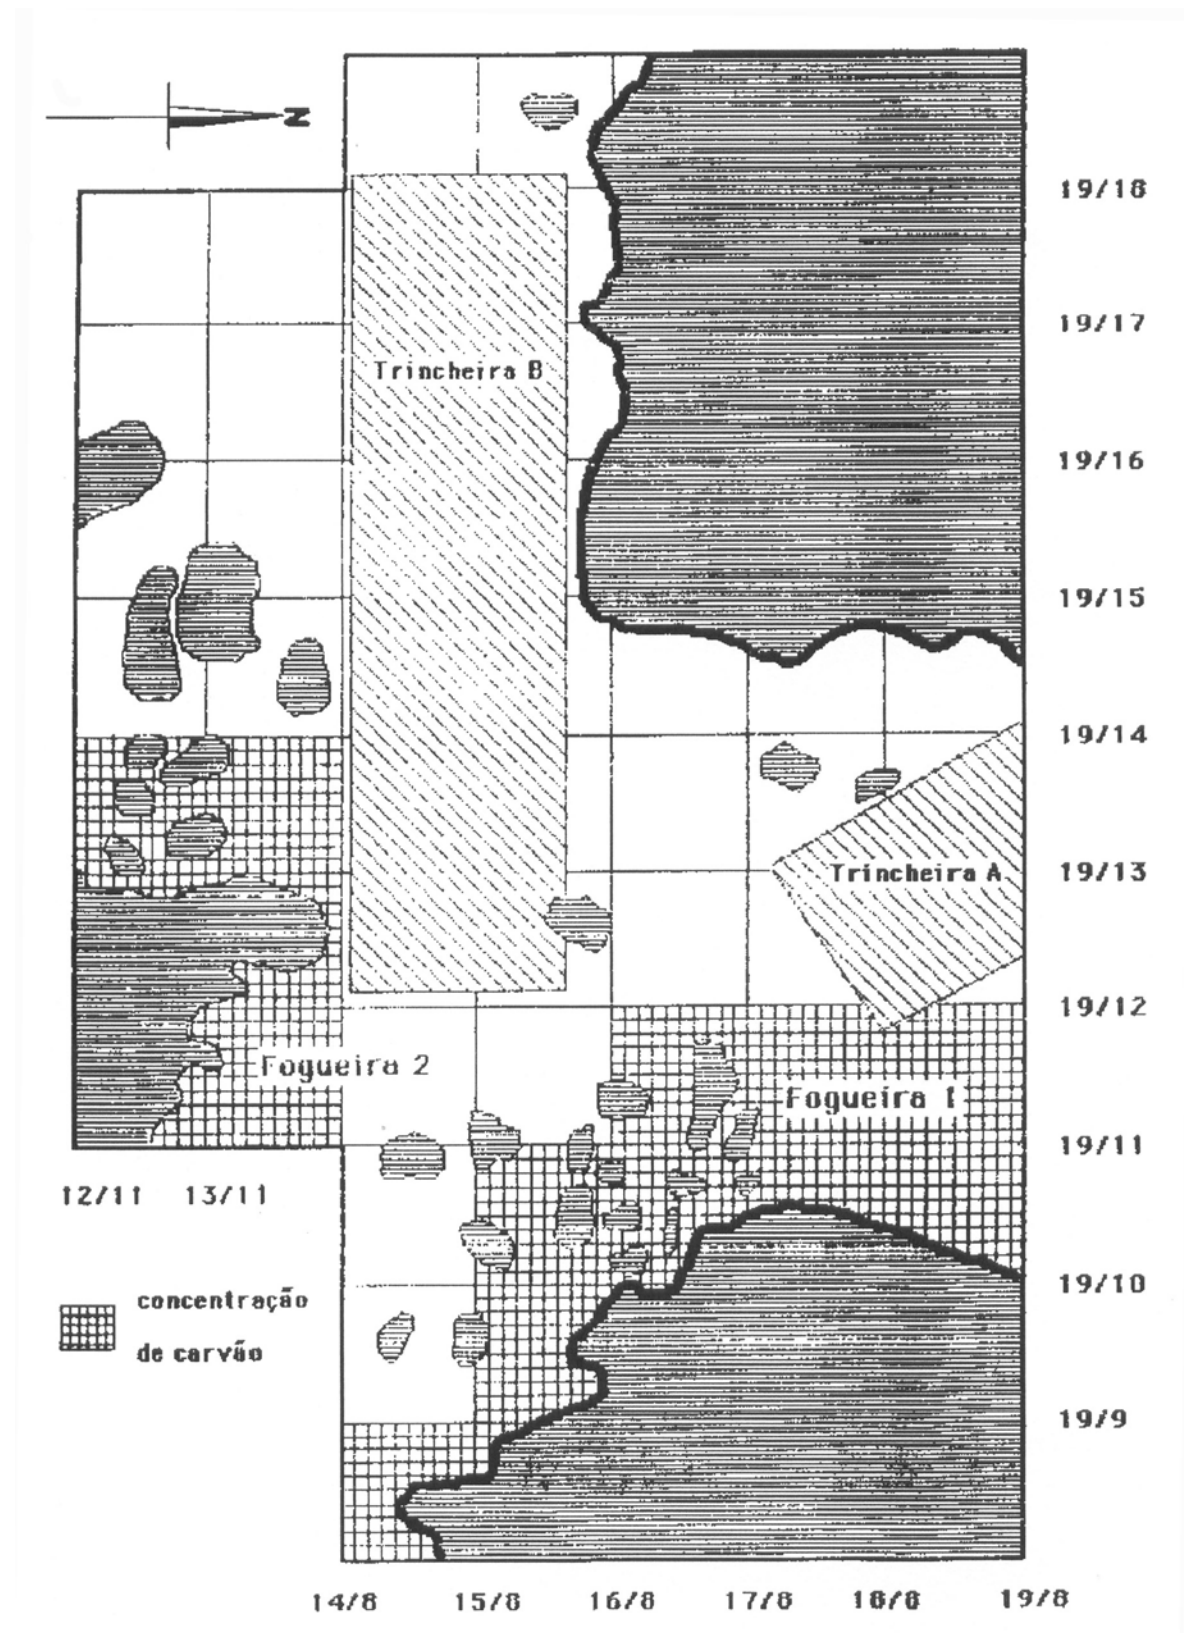 N
19/18
19/17
Trincheira B
19/16
19/15
19/14
Trincheira A
19/13
19/12
Fogueira 2
Fogueira 1
19/11
12/11 13/11
19/10
concentração
de carvão
19/9
14/8 15/8 16/8 17/8 18/8 19/8